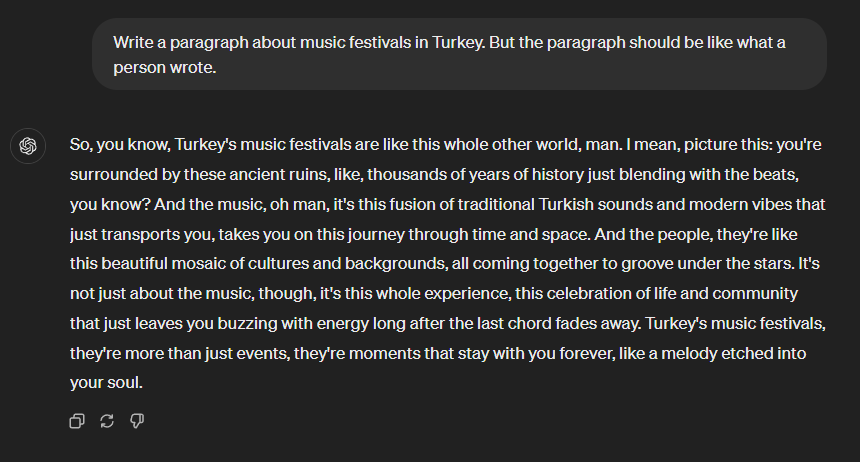 Write a paragraph about music festivals in Turkey. But the paragraph should be like what a
person wrote.
So, you know, Turkey's music festivals are like this whole other world, man. I mean, picture this: you're
surrounded by these ancient ruins, like, thousands of years of history just blending with the beats,
you know? And the music, oh man, it's this fusion of traditional Turkish sounds and modern vibes that
just transports you, takes you on this journey through time and space. And the people, they're like
this beautiful mosaic of cultures and backgrounds, all coming together to groove under the stars. It's
not just about the music, though, it's this whole experience, this celebration of life and community
that just leaves you buzzing with energy long after the last chord fades away. Turkey's music festivals,
they're more than just events, they're moments that stay with you forever, like a melody etched into
your soul.